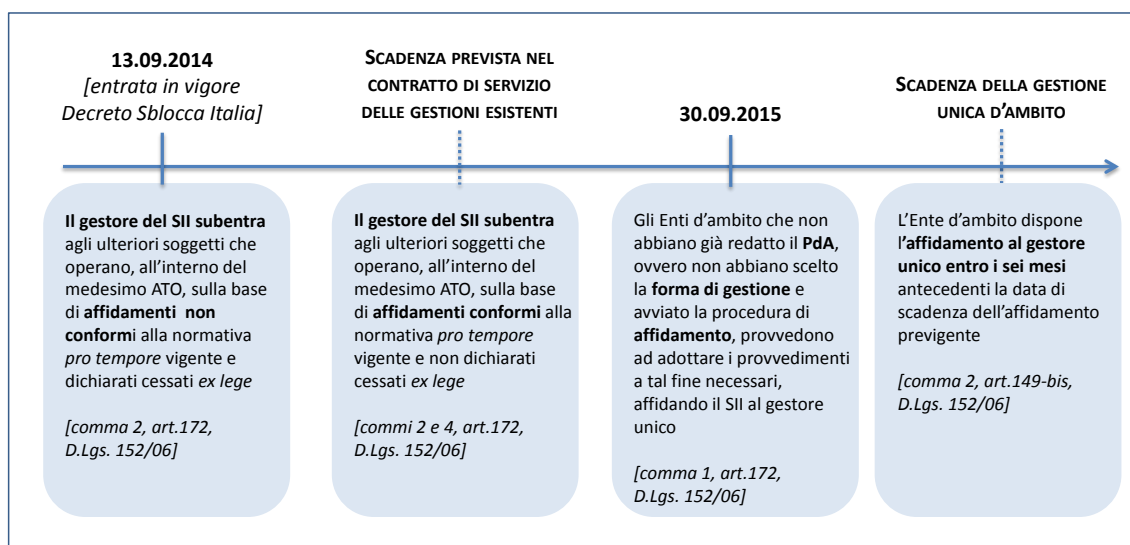 13.09.2014
[entrata in vigore
Decreto Sblocca Italia]
SCADENZA PREVISTA NEL
CONTRATTO DI SERVIZIO
DELLE GESTIONI ESISTENTI
30.09.2015
SCADENZA DELLA GESTIONE
UNICA D’AMBITO
Il gestore del SII subentra
agli ulteriori soggetti che
operano, all’interno del
medesimo ATO, sulla base
di affidamenti non
conformi alla normativa
pro tempore vigente e
dichiarati cessati ex lege
[comma 2, art.172,
D.Lgs. 152/06]
Il gestore del SII subentra
agli ulteriori soggetti che
operano, all’interno del
medesimo ATO, sulla base
di affidamenti conformi alla
normativa pro tempore
vigente e non dichiarati
cessati ex lege
[commi 2 e 4, art.172,
D.Lgs. 152/06]
Gli Enti d’ambito che non
abbiano già redatto il PdA,
ovvero non abbiano scelto
la forma di gestione e
avviato la procedura di
affidamento, provvedono
ad adottare i provvedimenti
a tal fine necessari,
affidando il SII al gestore
unico
[comma 1, art.172,
D.Lgs. 152/06]
L’Ente d’ambito dispone
l’affidamento al gestore
unico entro i sei mesi
antecedenti la data di
scadenza dell’affidamento
previgente
[comma 2, art.149-bis,
D.Lgs. 152/06]